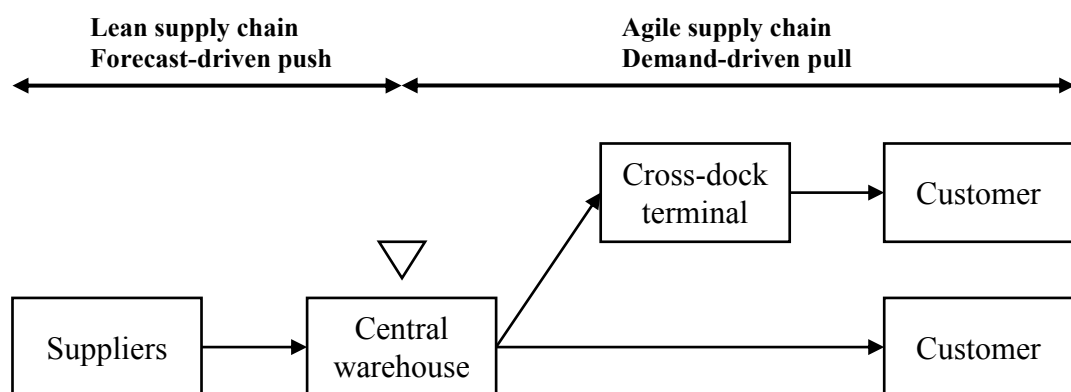 Lean supply chain
Forecast-driven push
Agile supply chain
Demand-driven pull
Cross-dock
terminal
Customer
Suppliers
Central
warehouse
Customer